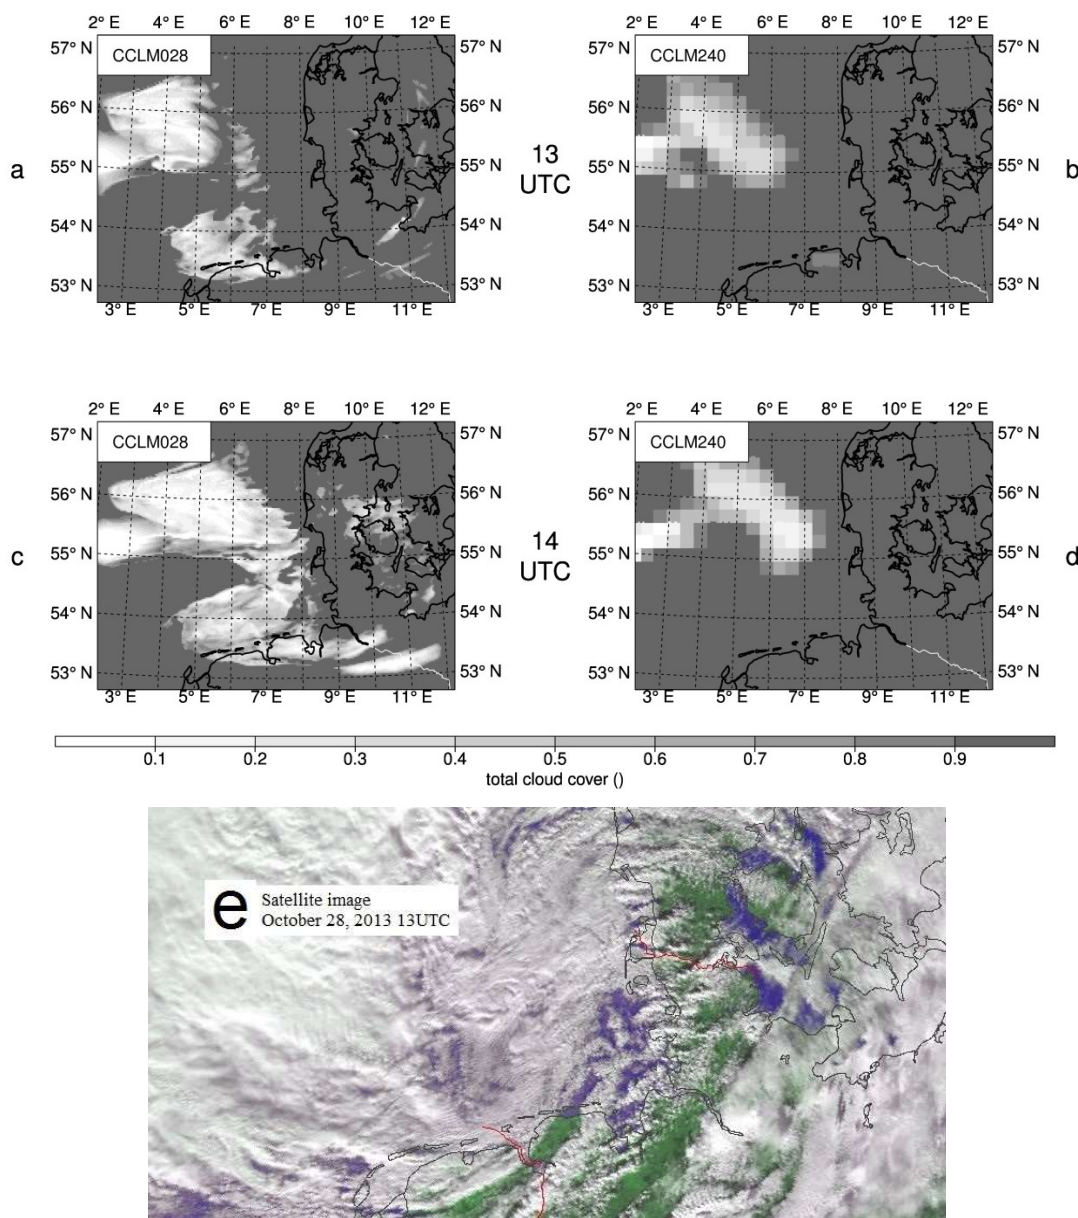 2° E 4° E 6° E 8° E 10° E 12° E
57° N CCLM028 57° N
56° N 56° N
55° N 55° N
54° N 54° N
53° N 53° N
3° E 5° E 7° E 9° E 11° E
a
13
UTC
2° E 4° E 6° E 8° E 10° E 12° E
57° N CCLM240 57° N
56° N 56° N
55° N 55° N
54° N 54° N
53° N 53° N
3° E 5° E 7° E 9° E 11° E
b
2° E 4° E 6° E 8° E 10° E 12° E
57° N CCLM028 57° N
56° N 56° N
55° N 55° N
54° N 54° N
53° N 53° N
3° E 5° E 7° E 9° E 11° E
c
14
UTC
2° E 4° E 6° E 8° E 10° E 12° E
57° N CCLM240 57° N
56° N 56° N
55° N 55° N
54° N 54° N
53° N 53° N
3° E 5° E 7° E 9° E 11° E
d
0.1 0.2 0.3 0.4 0.5 0.6 0.7 0.8 0.9
total cloud cover ()
e
Satellite image
October 28, 2013 13UTC